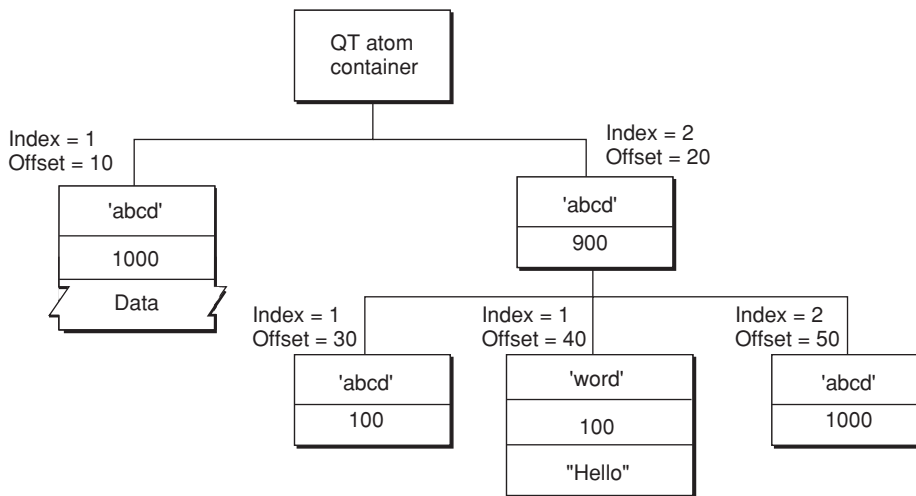 QT atom
container
Index = 1
Offset = 10
Index = 2
Offset = 20
'abcd'
1000
Data
'abcd'
900
Index = 1
Offset = 30
Index = 1
Offset = 40
Index = 2
Offset = 50
'abcd'
100
'word'
100
"Hello"
'abcd'
1000